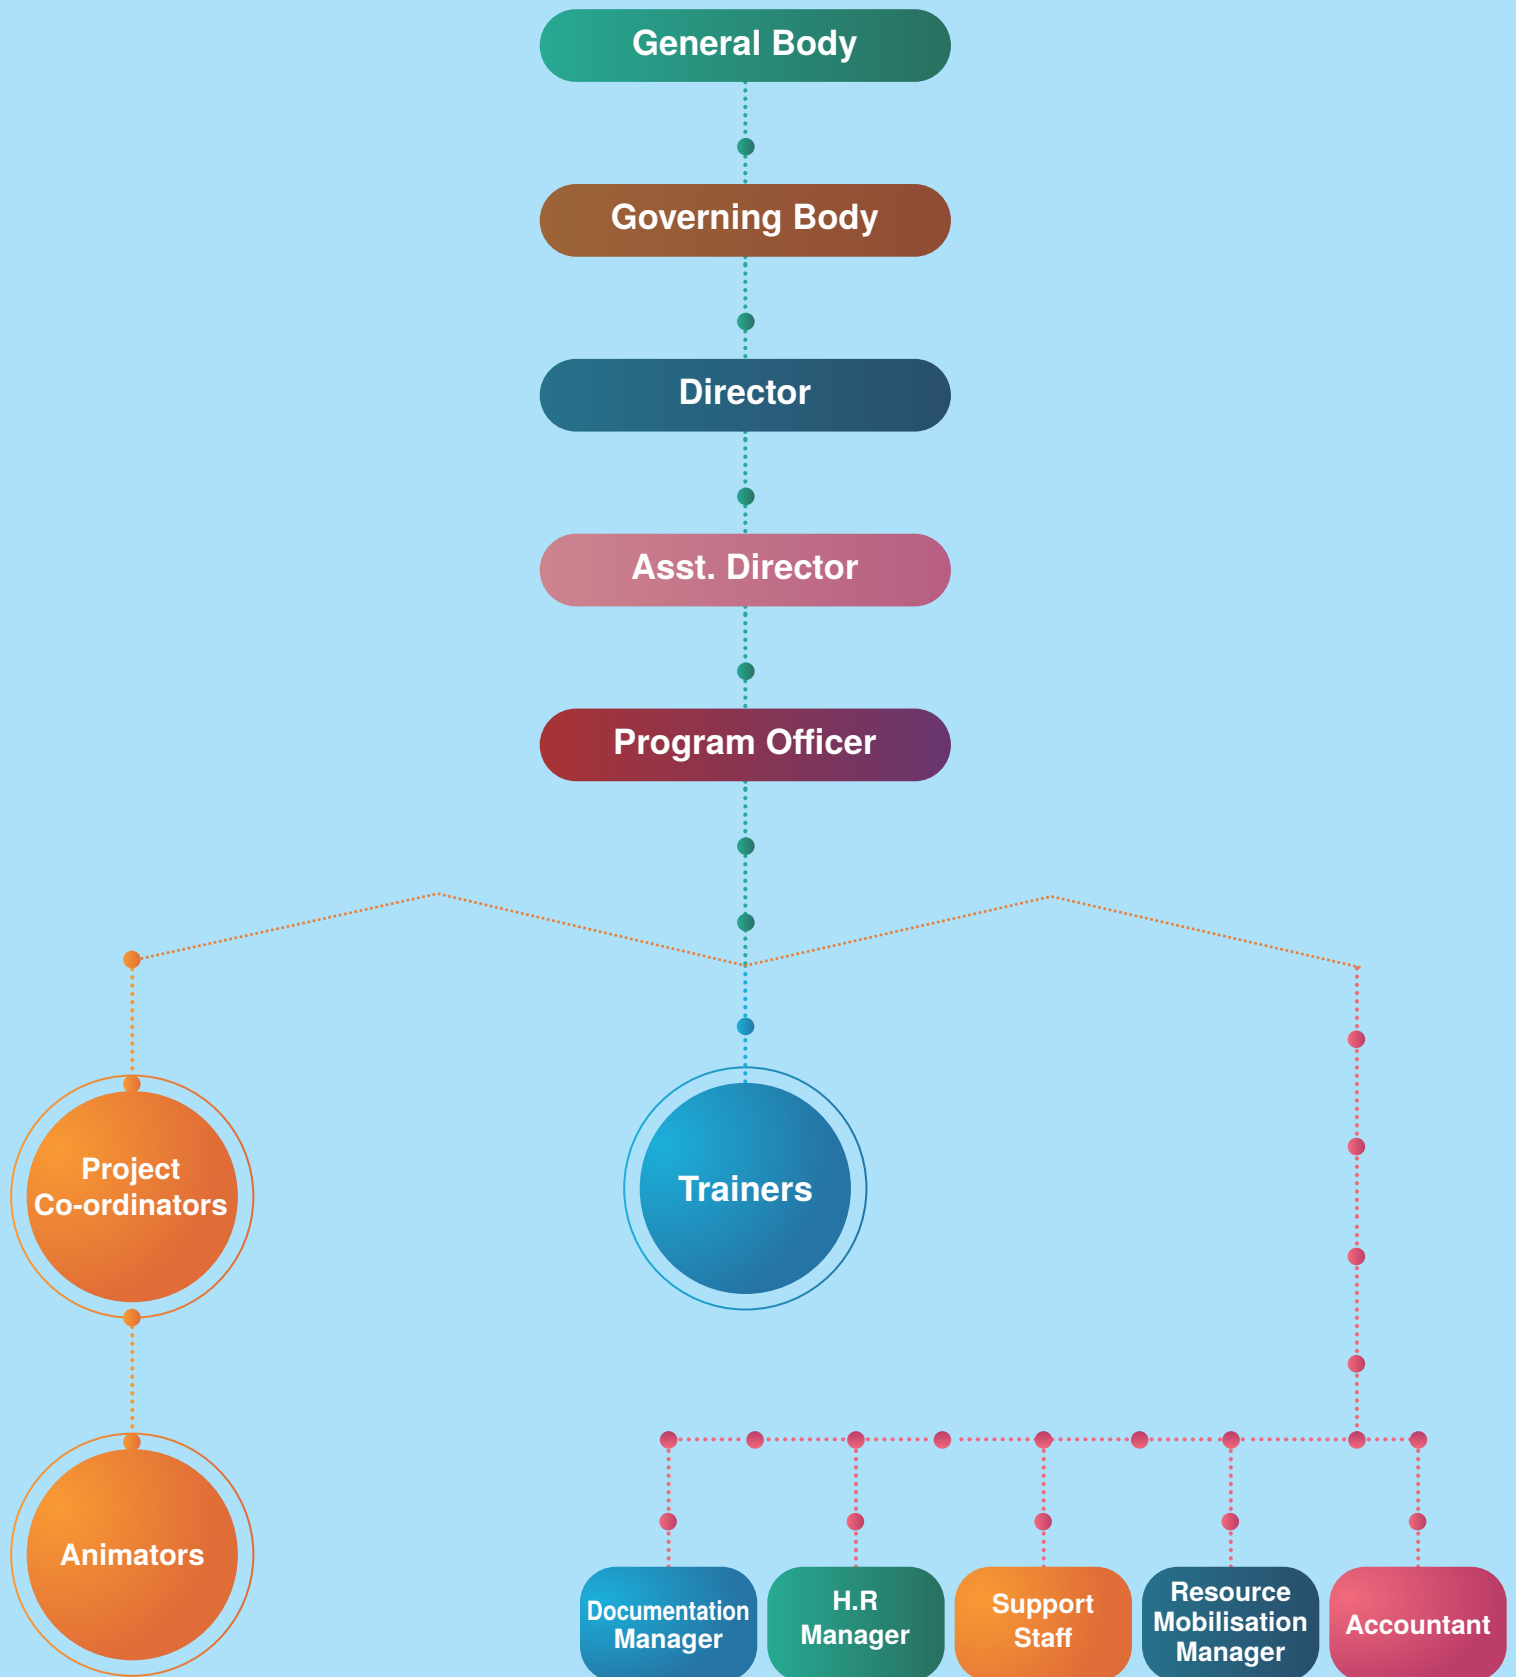 General Body
Governing Body
Director
Asst. Director
Program Officer
Project
Co-ordinators
Trainers
Animators
Documentation
Manager
H.R
Manager
Support
Staff
Resource
Mobilisation
Manager
Accountant